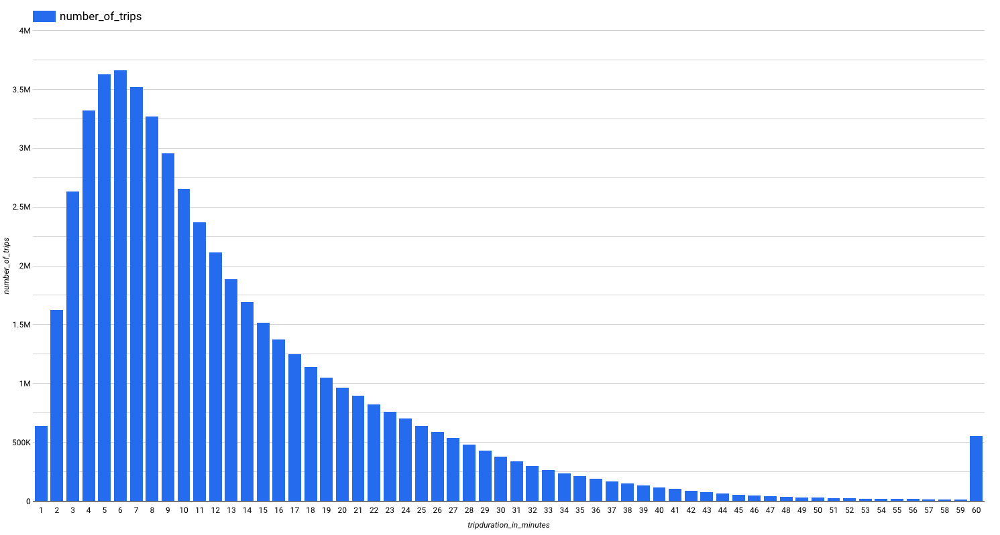 number_of_trips
4M
3.5M
3M
2.5M
2M
1.5M
1M
500K
0
number_of_trips
1 2 3 4 5 6 7 8 9 10 11 12 13 14 15 16 17 18 19 20 21 22 23 24 25 26 27 28 29 30 31 32 33 34 35 36 37 38 39 40 41 42 43 44 45 46 47 48 49 50 51 52 53 54 55 56 57 58 59 60
tripduration_in_minutes